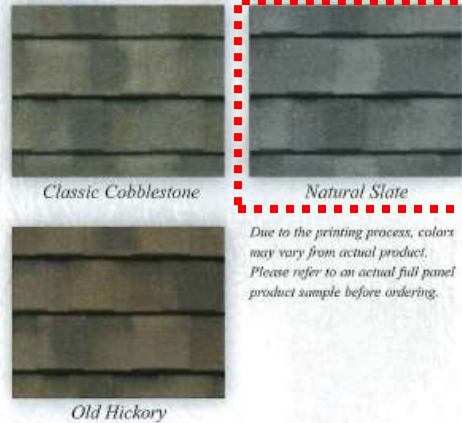 Classic Cobblestone
Natural Slate
Due to the printing process, colors
may vary from actual product.
Please refer to an actual full panel
product sample before ordering.
Old Hickory